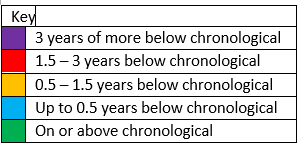 Key
3 years of more below chronological
1.5 – 3 years below chronological
0.5 – 1.5 years below chronological
Up to 0.5 years below chronological
On or above chronological